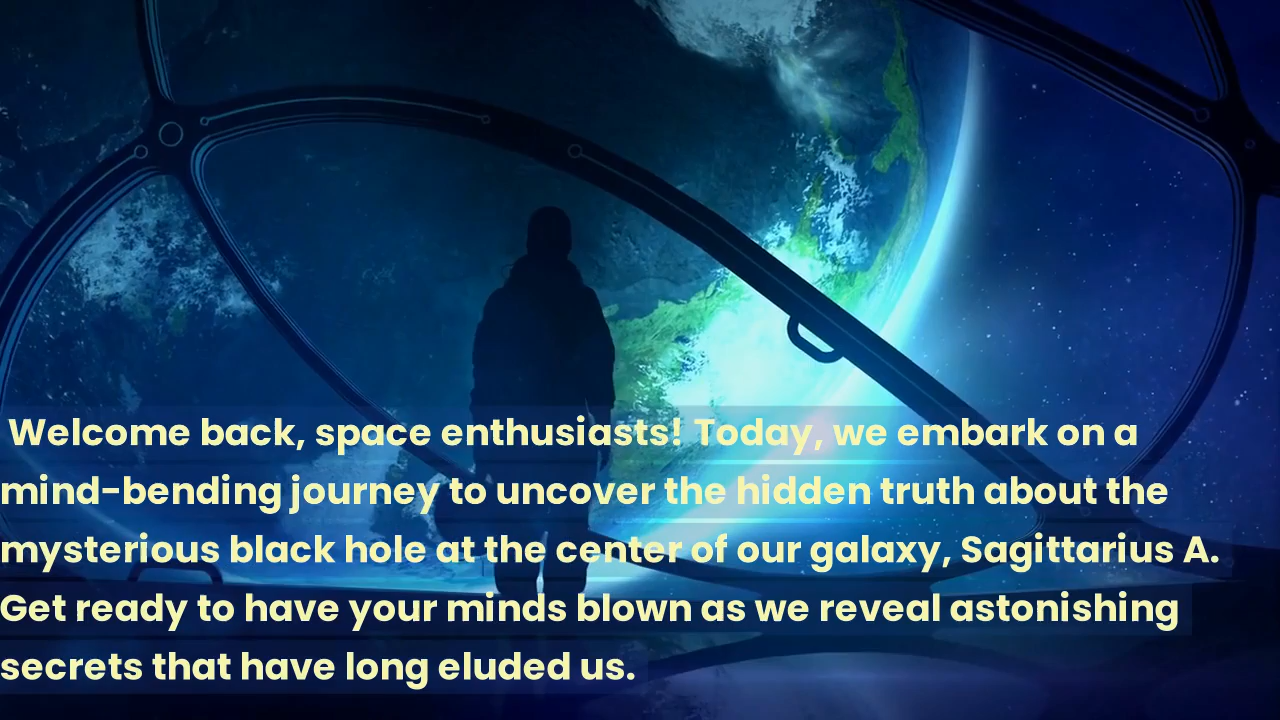 Welcome back, space enthusiasts! Today, we embark on a
mind-bending journey to uncover the hidden truth about the
mysterious black hole at the center of our galaxy, Sagittarius A.
Get ready to have your minds blown as we reveal astonishing
secrets that have long eluded us.